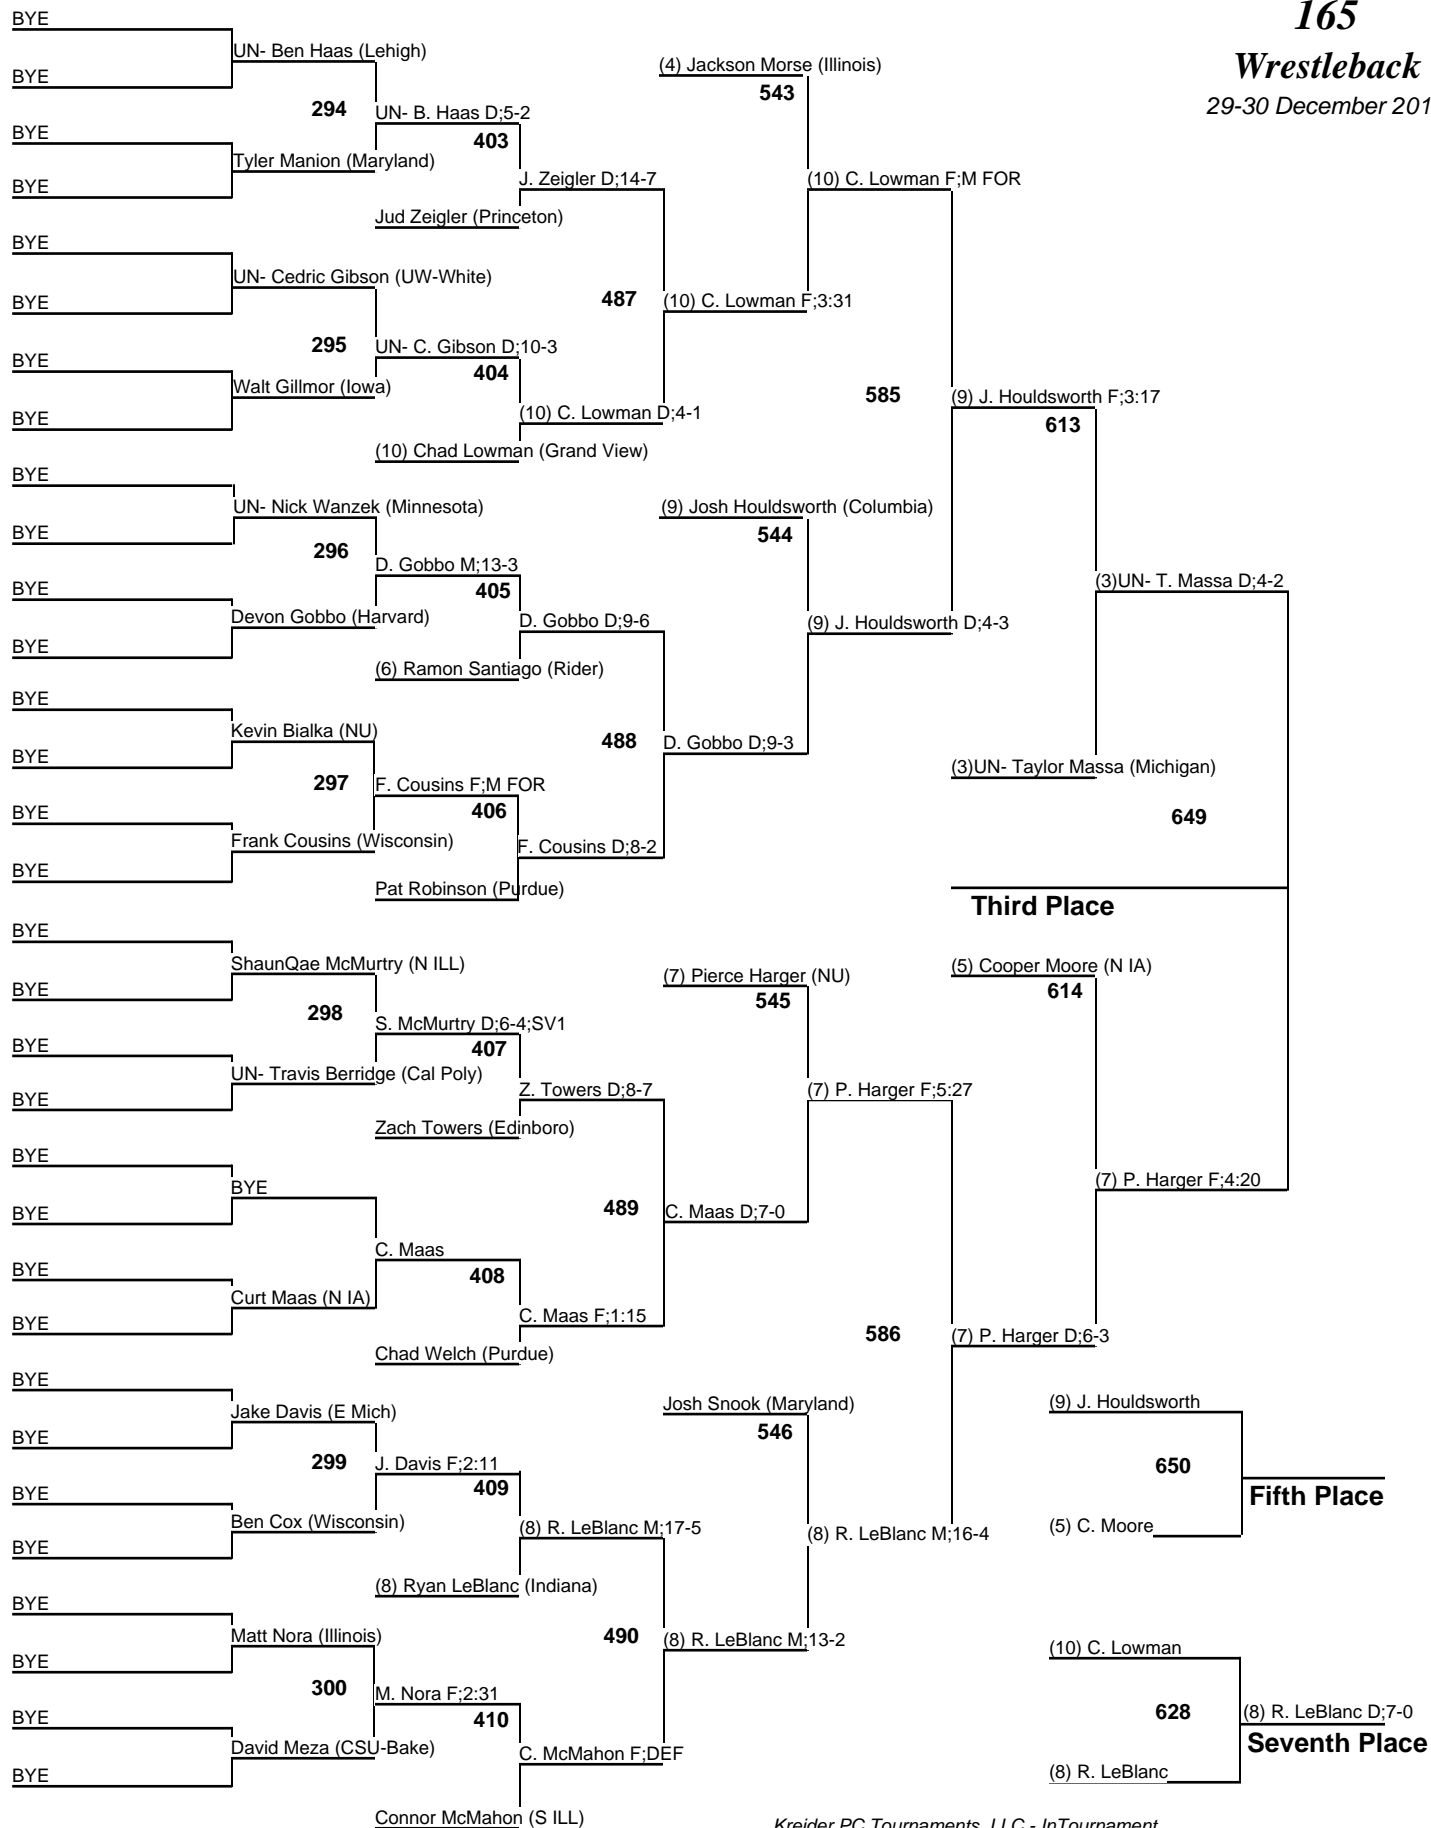 165
Wrestleback
29-30 December 201
BYE
UN- Ben Haas (Lehigh)
BYE
294
UN- B. Haas D;5-2
BYE
Tyler Manion (Maryland)
BYE
403
J. Zeigler D;14-7
Jud Zeigler (Princeton)
BYE
UN- Cedric Gibson (UW-White)
BYE
295
UN- C. Gibson D;10-3
BYE
Walt Gillmor (Iowa)
BYE
404
(10) C. Lowman D;4-1
(10) Chad Lowman (Grand View)
487
(10) C. Lowman F;3:31
(4) Jackson Morse (Illinois)
543
(10) C. Lowman F;M FOR
BYE
UN- Nick Wanzek (Minnesota)
BYE
296
D. Gobbo M;13-3
BYE
Devon Gobbo (Harvard)
BYE
405
D. Gobbo D;9-6
(6) Ramon Santiago (Rider)
BYE
Kevin Bialka (NU)
BYE
297
F. Cousins F;M FOR
BYE
Frank Cousins (Wisconsin)
BYE
406
F. Cousins D;8-2
Pat Robinson (Purdue)
488
D. Gobbo D;9-3
(9) Josh Houldsworth (Columbia)
544
(9) J. Houldsworth D;4-3
585
(9) J. Houldsworth F;3:17
613
(3)UN- Taylor Massa (Michigan)
(3)UN- T. Massa D;4-2
649
Third Place
BYE
ShaunQae McMurtry (N ILL)
BYE
298
S. McMurtry D;6-4;SV1
BYE
UN- Travis Berridge (Cal Poly)
BYE
407
Z. Towers D;8-7
Zach Towers (Edinboro)
BYE
BYE
BYE
C. Maas
BYE
Curt Maas (N IA)
BYE
408
C. Maas F;1:15
Chad Welch (Purdue)
489
C. Maas D;7-0
(7) Pierce Harger (NU)
545
(7) P. Harger F;5:27
(5) Cooper Moore (N IA)
614
(7) P. Harger F;4:20
BYE
Jake Davis (E Mich)
BYE
299
J. Davis F;2:11
BYE
Ben Cox (Wisconsin)
BYE
409
(8) R. LeBlanc M;17-5
(8) Ryan LeBlanc (Indiana)
BYE
Matt Nora (Illinois)
BYE
300
M. Nora F;2:31
BYE
David Meza (CSU-Bake)
BYE
410
C. McMahon F;DEF
Connor McMahon (S ILL)
490
(8) R. LeBlanc M;13-2
Josh Snook (Maryland)
546
(8) R. LeBlanc M;16-4
586
(7) P. Harger D;6-3
(9) J. Houldsworth
650
(5) C. Moore
Fifth Place
(10) C. Lowman
628
(8) R. LeBlanc D;7-0
Seventh Place
(8) R. LeBlanc
Kreider PC Tournaments, LLC - InTournament